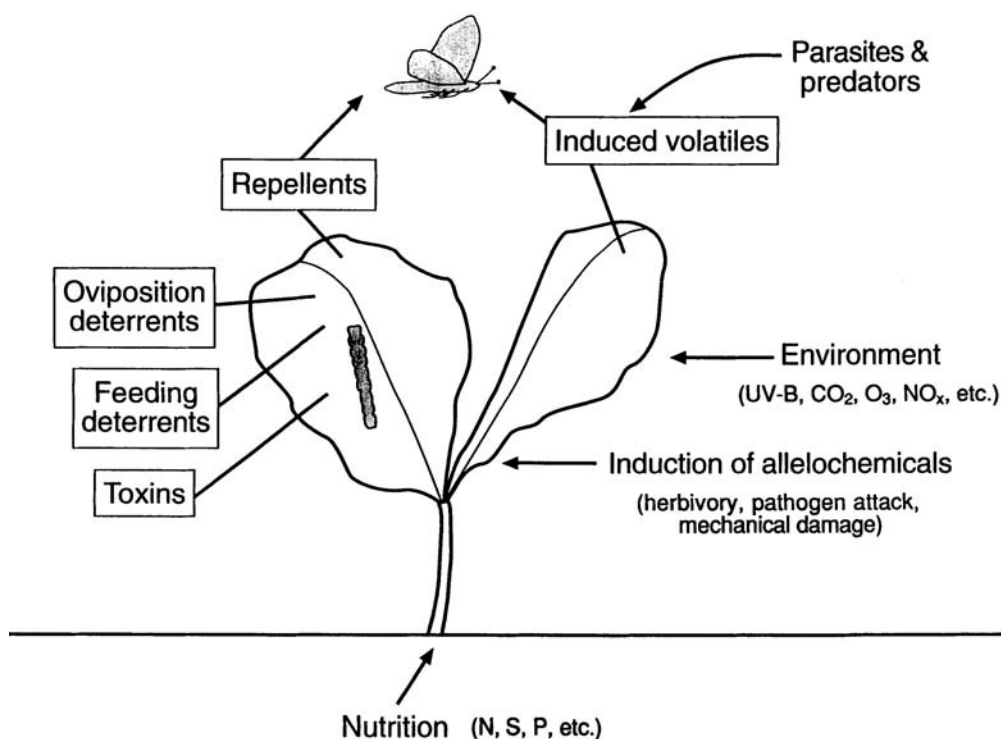 Parasites &
predators
Induced volatiles
Repellents
Oviposition
deterrents
Feeding
deterrents
Toxins
Environment
(UV-B, CO₂, O₃, NOₓ, etc.)
Induction of allelochemicals
(herbivory, pathogen attack,
mechanical damage)
Nutrition (N, S, P, etc.)